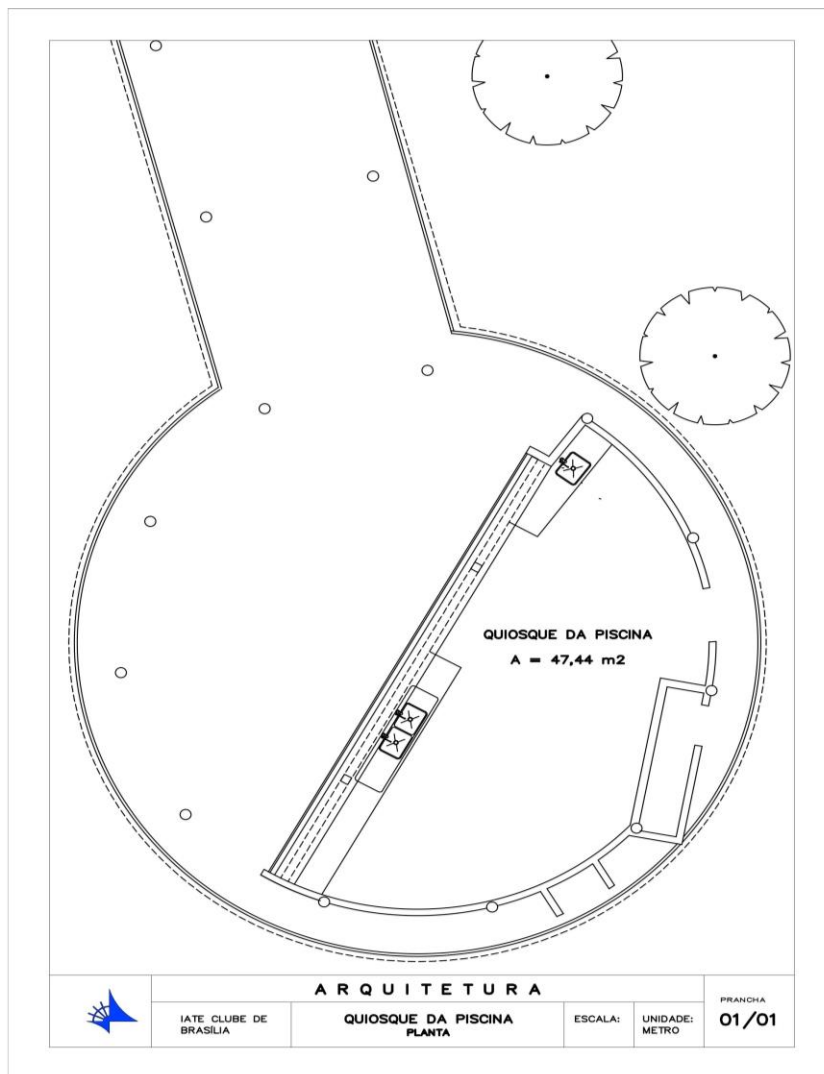 QUIOSQUE DA PISCINA
A = 47,44 m2
ARQUITETURA
IATE CLUBE DE
BRASÍLIA
QUIOSQUE DA PISCINA
PLANTA
ESCALA:
UNIDADE:
METRO
PRANCHA
01/01